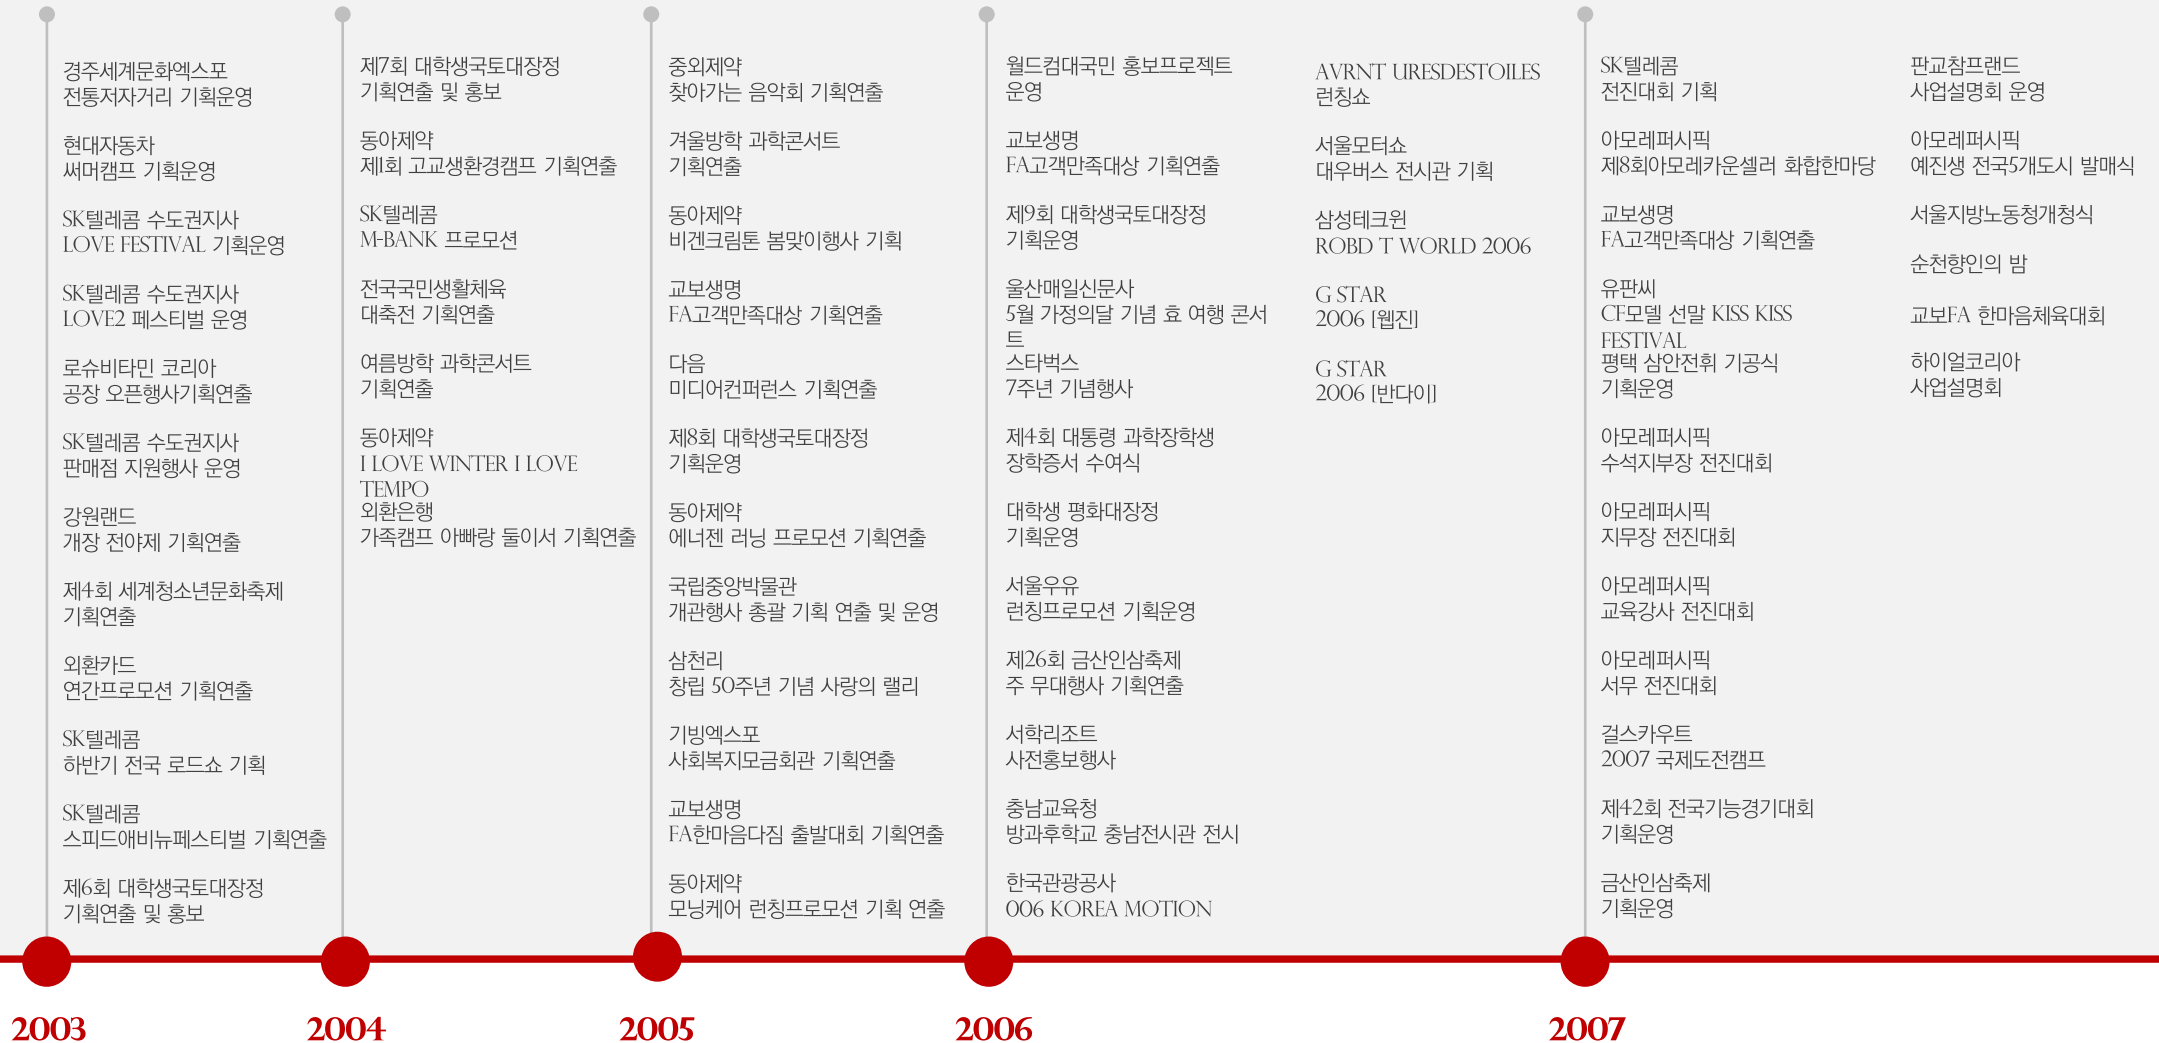 경주세계문화엑스포
전통저자거리 기획운영
현대자동차
써머캠프 기획운영
SK텔레콤 수도권지사
LOVE FESTIVAL 기획운영
SK텔레콤 수도권지사
LOVE2 페스티벌 운영
로슈비타민 코리아
공장 오픈행사기획연출
SK텔레콤 수도권지사
판매점 지원행사 운영
강원랜드
개장 전야제 기획연출
제4회 세계청소년문화축제
기획연출
외환카드
연간프로모션 기획연출
SK텔레콤
하반기 전국 로드쇼 기획
SK텔레콤
스피드애비뉴페스티벌 기획연출
제6회 대학생국토대장정
기획연출 및 홍보
2003
제7회 대학생국토대장정
기획연출 및 홍보
동아제약
제1회 고교생환경캠프 기획연출
SK텔레콤
M-BANK 프로모션
전국국민생활체육
대축전 기획연출
여름방학 과학콘서트
기획연출
동아제약
I LOVE WINTER I LOVE
TEMPO
외환은행
가족캠프 아빠랑 둘이서 기획연출
2004
중외제약
찾아가는 음악회 기획연출
겨울방학 과학콘서트
기획연출
동아제약
비겐크림톤 봄맞이행사 기획
교보생명
FA고객만족대상 기획연출
다음
미디어컨퍼런스 기획연출
제8회 대학생국토대장정
기획운영
동아제약
에너젠 러닝 프로모션 기획연출
국립중앙박물관
개관행사 총괄 기획 연출 및 운영
삼천리
창립 50주년 기념 사랑의 랠리
기빙엑스포
사회복지모금회관 기획연출
교보생명
FA한마음다짐 출발대회 기획연출
동아제약
모닝케어 런칭프로모션 기획 연출
2005
월드컴대국민 홍보프로젝트
운영
교보생명
FA고객만족대상 기획연출
제9회 대학생국토대장정
기획운영
울산매일신문사
5월 가정의달 기념 효 여행 콘서
트
스타벅스
7주년 기념행사
제4회 대통령 과학장학생
장학증서 수여식
대학생 평화대장정
기획운영
서울우유
런칭프로모션 기획운영
제26회 금산인삼축제
주 무대행사 기획연출
서학리조트
사전홍보행사
충남교육청
방과후학교 충남전시관 전시
한국관광공사
006 KOREA MOTION
AVRNT URESDESTOILES
런칭쇼
서울모터쇼
대우버스 전시관 기획
삼성테크윈
ROBD T WORLD 2006
G STAR
2006 [웹진]
G STAR
2006 [반다이]
2006
SK텔레콤
전진대회 기획
아모레퍼시픽
제8회아모레카운셀러 화합한마당
교보생명
FA고객만족대상 기획연출
유판씨
CF모델 선말 KISS KISS
FESTIVAL
평택 삼안전휘 기공식
기획운영
아모레퍼시픽
수석지부장 전진대회
아모레퍼시픽
지무장 전진대회
아모레퍼시픽
교육강사 전진대회
아모레퍼시픽
서무 전진대회
걸스카우트
2007 국제도전캠프
제42회 전국기능경기대회
기획운영
금산인삼축제
기획운영
판교참프랜드
사업설명회 운영
아모레퍼시픽
예진생 전국5개도시 발매식
서울지방노동청개청식
순천향인의 밤
교보FA 한마음체육대회
하이얼코리아
사업설명회
2007